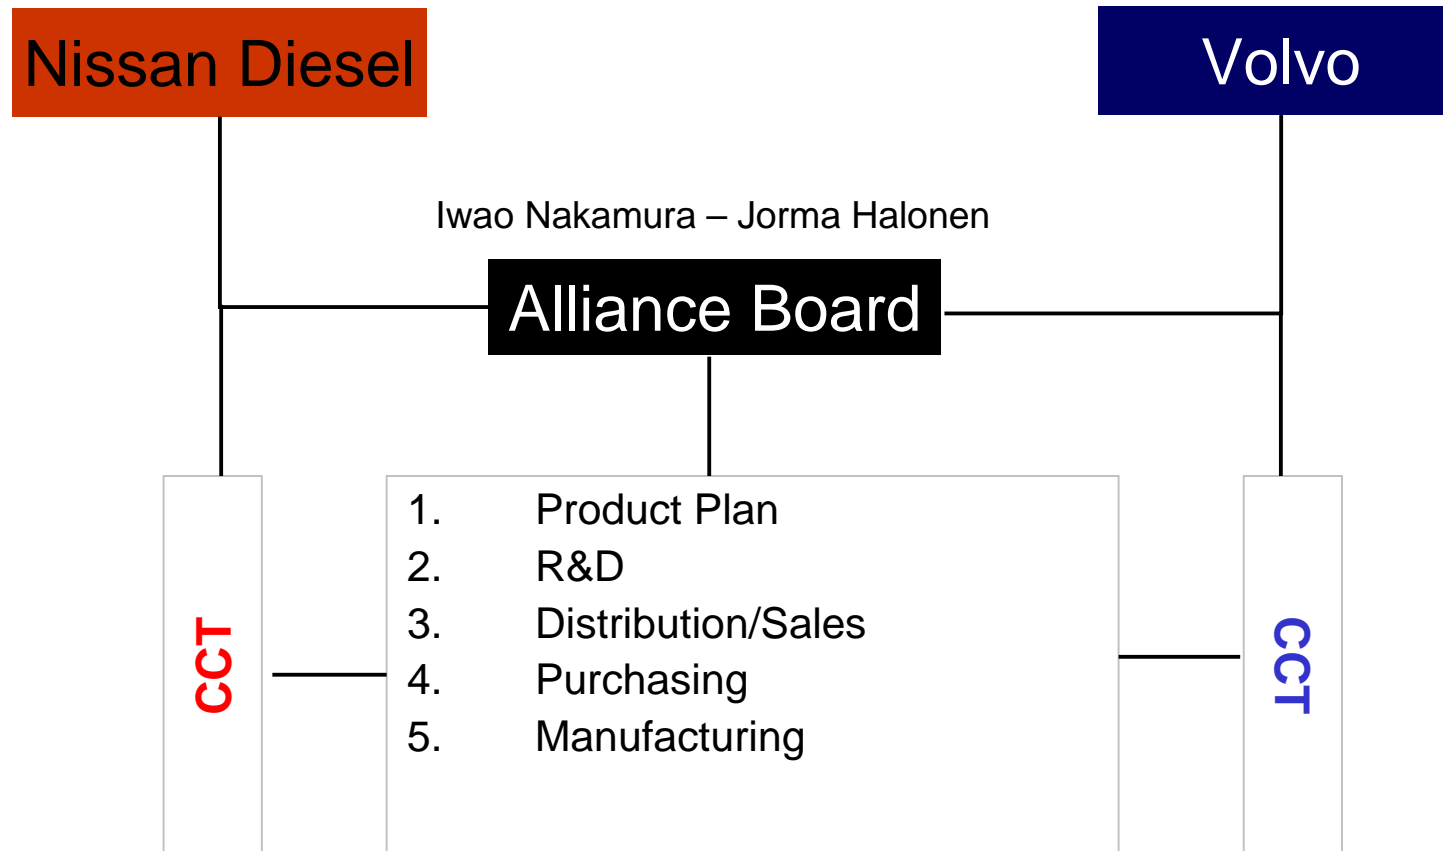 Nissan Diesel
Volvo
Iwao Nakamura – Jorma Halonen
Alliance Board
CCT
1. Product Plan
2. R&D
3. Distribution/Sales
4. Purchasing
5. Manufacturing
CCT